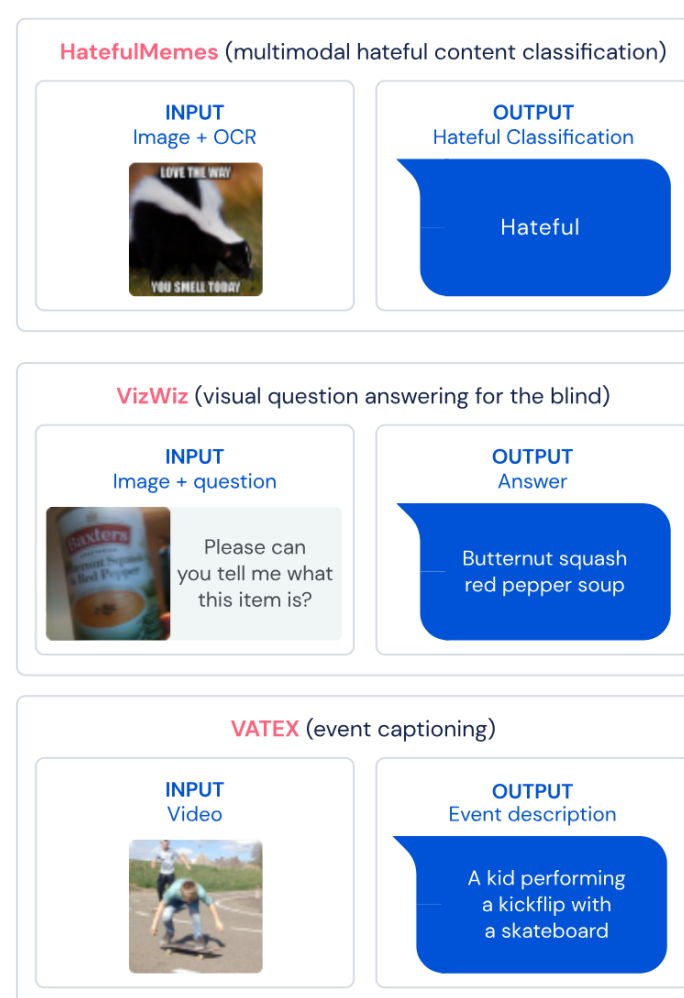 HatefulMemes (multimodal hateful content classification)
INPUT
Image + OCR
LOVE THE WAY
YOU SMELL TODAY
OUTPUT
Hateful Classification
Hateful
VizWiz (visual question answering for the blind)
INPUT
Image + question
Baxters
Red Pepper
Please can
you tell me what
this item is?
OUTPUT
Answer
Butternut squash
red pepper soup
VATEX (event captioning)
INPUT
Video
OUTPUT
Event description
A kid performing
a kickflip with
a skateboard